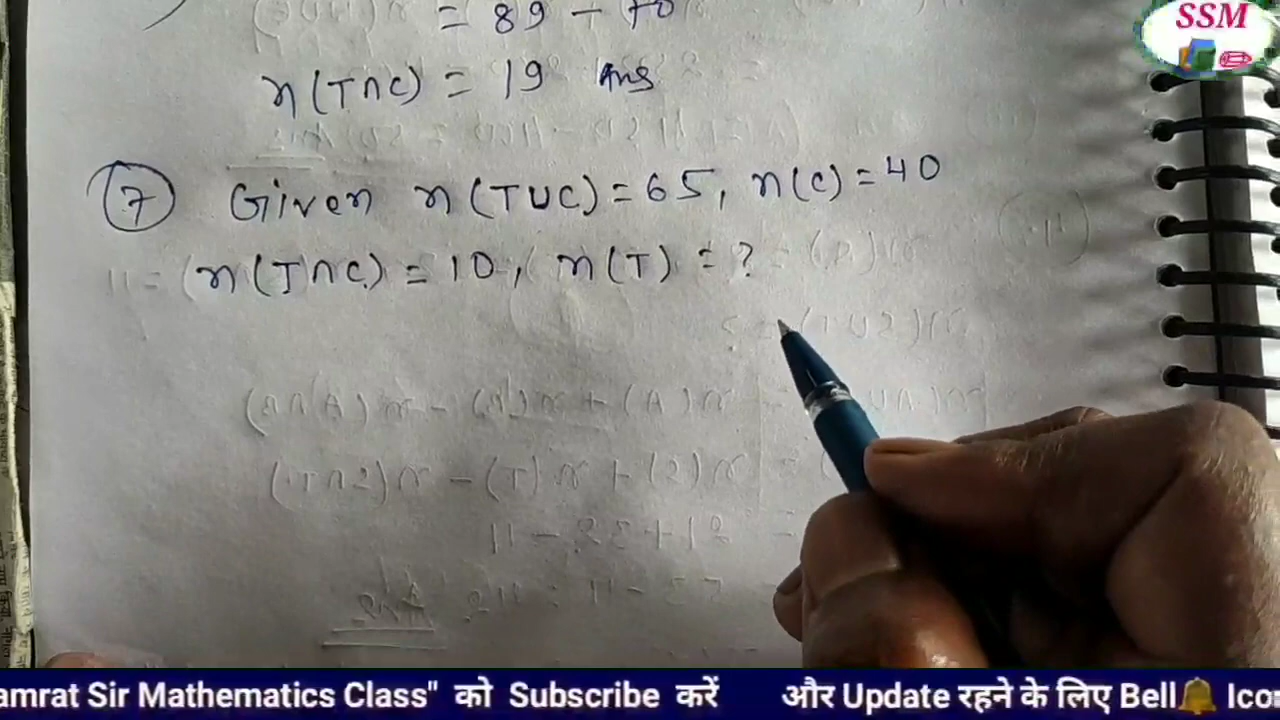 = 89 - 70
SSM
n(T∩C) = 19 Ans
⑦ Given n(TUC)=65, n(C)=40
n(T∩C) = 10, n(T) = ?
amrat Sir Mathematics Class" को Subscribe करें और Update रहने के लिए Bell🔔 Icon